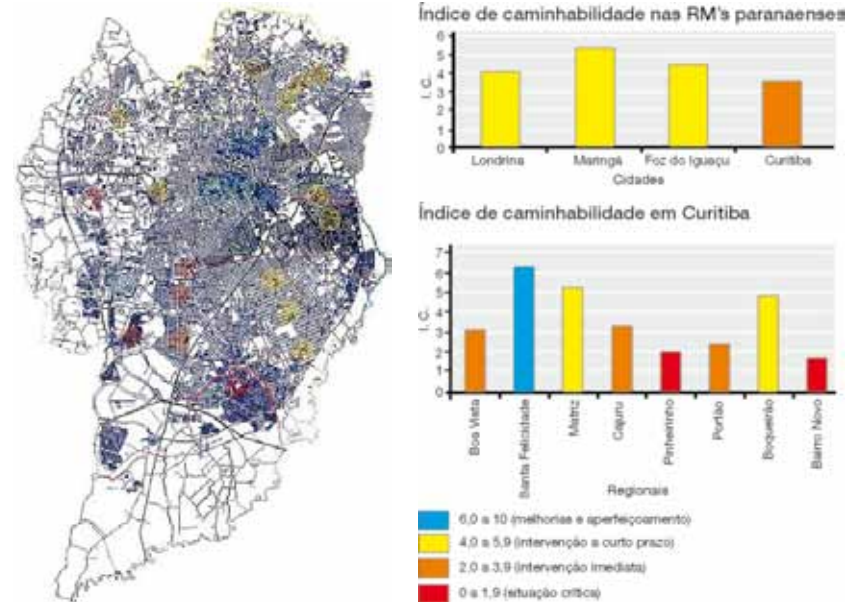 Índice de caminhabilidade nas RM's paranaenses
I. C.
6
5
4
3
2
1
0
Londrina Maringá Foz do Iguaçu Curitiba
Cidades
Índice de caminhabilidade em Curitiba
I. C.
7
6
5
4
3
2
1
0
Boa Vista
Santa Felicidade
Matriz
Cajuru
Pinheirinho
Portão
Boqueirão
Bairro Novo
Regionais
6,0 a 10 (melhorias e aperfeiçoamento)
4,0 a 5,9 (intervenção a curto prazo)
2,0 a 3,9 (intervenção imediata)
0 a 1,9 (situação crítica)